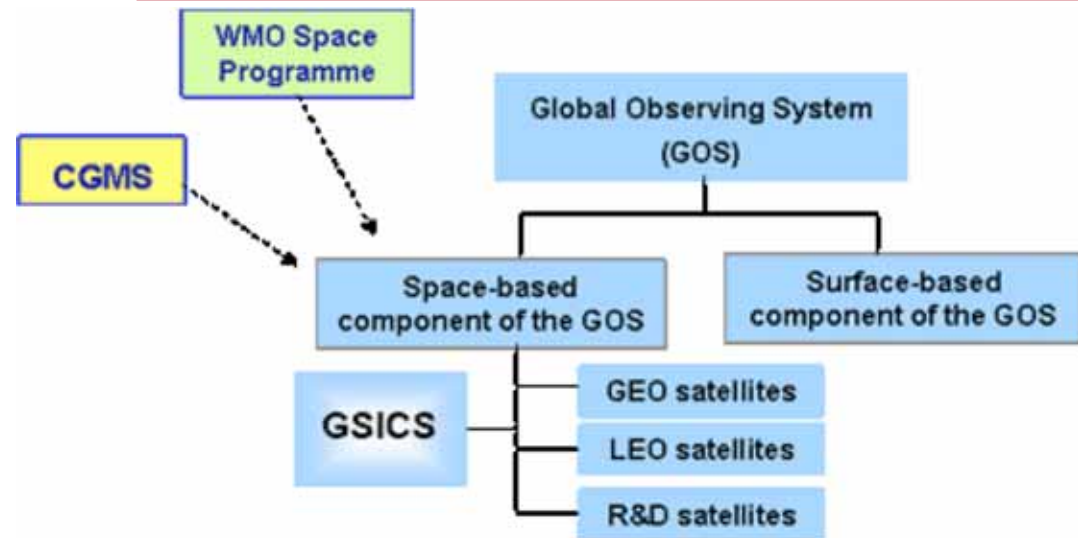 WMO Space
Programme
Global Observing System
(GOS)
CGMS
Space-based
component of the GOS
Surface-based
component of the GOS
GSICS
GEO satellites
LEO satellites
R&D satellites